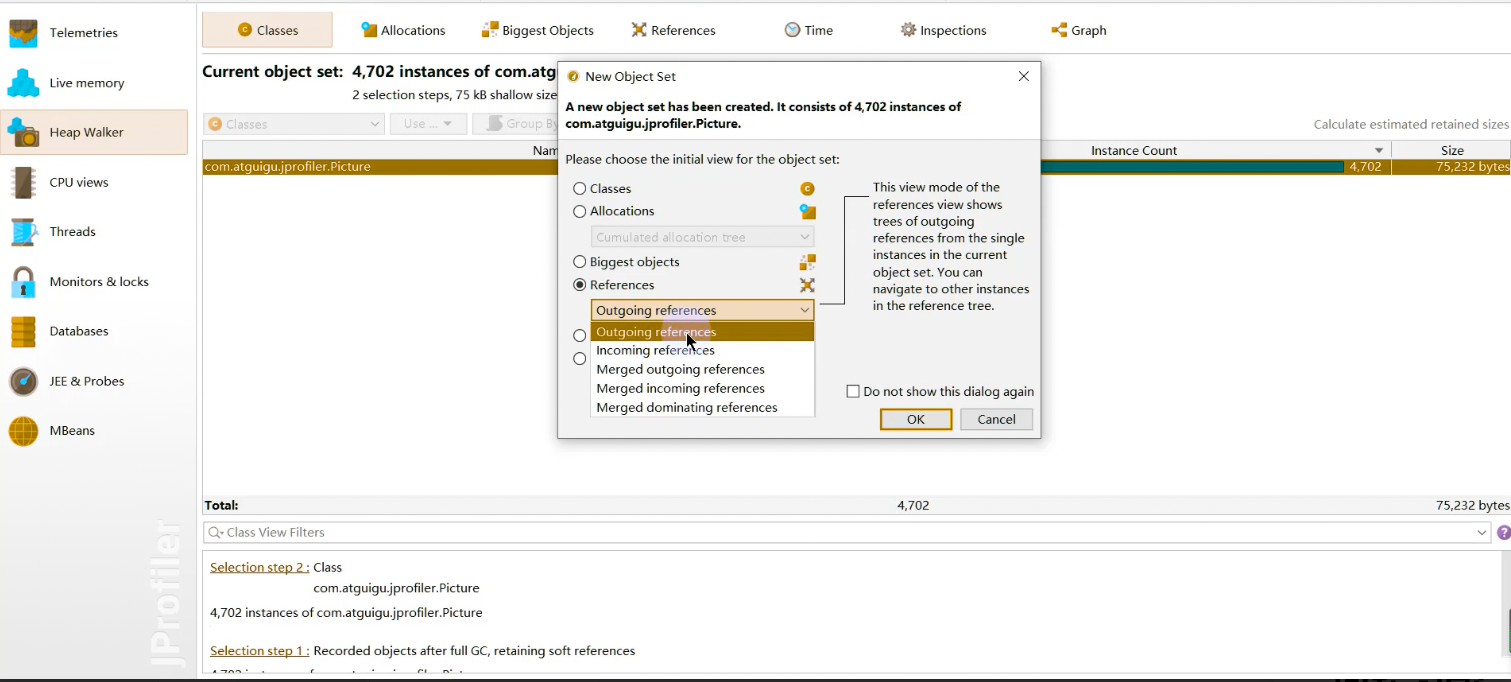 Telemetries
Live memory
Heap Walker
CPU views
Threads
Monitors & locks
Databases
JEE & Probes
MBeans
JProfiler
Classes Allocations Biggest Objects References Time Inspections Graph
Current object set: 4,702 instances of com.atg
2 selection steps, 75 kB shallow size
Classes Use ... Group By
Calculate estimated retained sizes
Nam Instance Count Size
com.atguigu.jprofiler.Picture 4,702 75,232 bytes
New Object Set
A new object set has been created. It consists of 4,702 instances of
com.atguigu.jprofiler.Picture.
Please choose the initial view for the object set:
Classes
Allocations
Cumulated allocation tree
Biggest objects
References
Outgoing references
Outgoing references
Incoming references
Merged outgoing references
Merged incoming references
Merged dominating references
This view mode of the
references view shows
trees of outgoing
references from the single
instances in the current
object set. You can
navigate to other instances
in the reference tree.
Do not show this dialog again
OK Cancel
Total: 4,702 75,232 bytes
Class View Filters
Selection step 2 : Class
com.atguigu.jprofiler.Picture
4,702 instances of com.atguigu.jprofiler.Picture
Selection step 1 : Recorded objects after full GC, retaining soft references